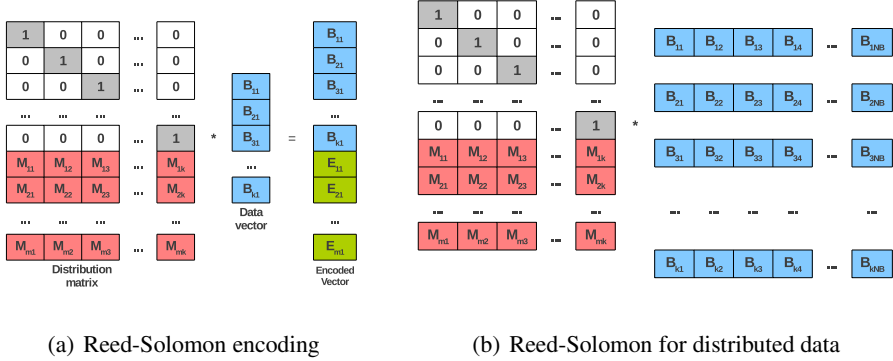 1 0 0 ... 0
0 1 0 ... 0
0 0 1 ... 0
... ... ... ...
0 0 0 ... 1
M11 M12 M13 ... M1k
M21 M22 M23 ... M2k
... ... ... ...
Mm1 Mm2 Mm3 ... Mmk
Distribution
matrix
*
B11
B21
B31
...
Bk1
Data
vector
=
B11
B21
B31
...
Bk1
E11
E21
...
Em1
Encoded
Vector
(a) Reed-Solomon encoding
1 0 0 ... 0
0 1 0 ... 0
0 0 1 ... 0
... ... ... ...
0 0 0 ... 1
M11 M12 M13 ... M1k
M21 M22 M23 ... M2k
... ... ... ...
Mm1 Mm2 Mm3 ... Mmk
*
B11 B12 B13 B14 ... B1NB
B21 B22 B23 B24 ... B2NB
B31 B32 B33 B34 ... B3NB
... ... ... ... ... ...
Bk1 Bk2 Bk3 Bk4 ... BkNB
(b) Reed-Solomon for distributed data